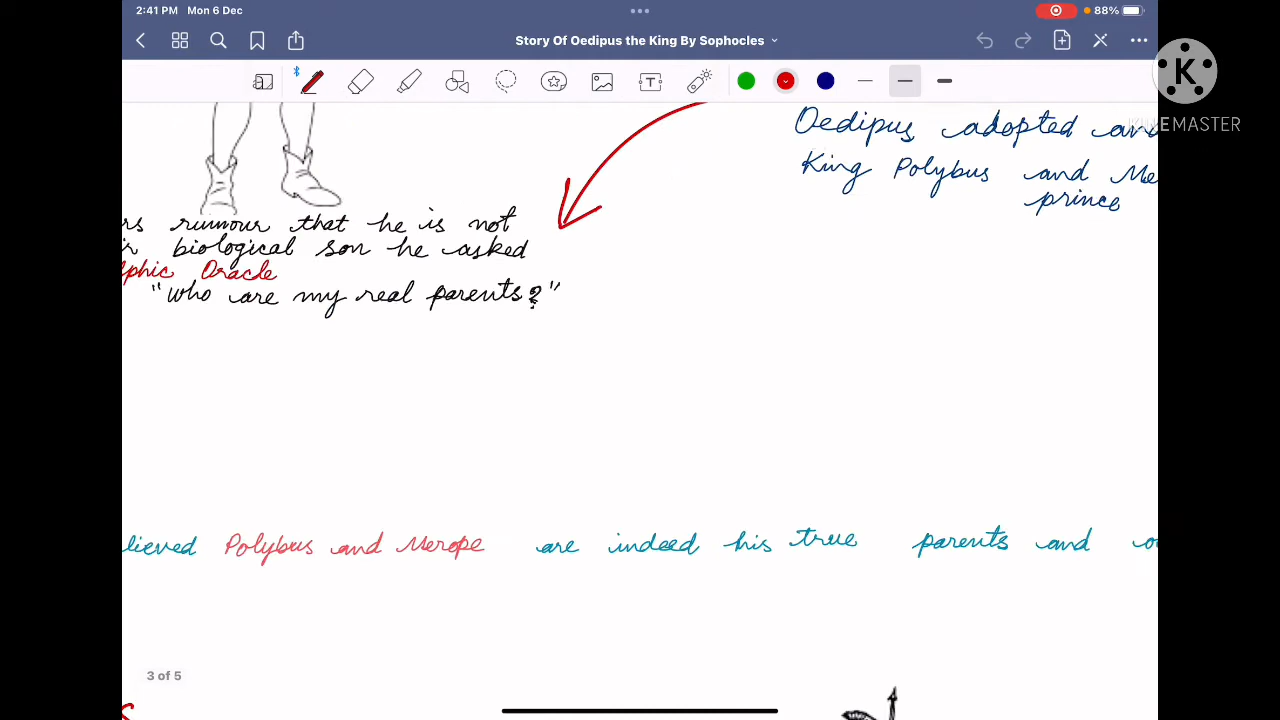 2:41 PM Mon 6 Dec
88%
Story Of Oedipus the King By Sophocles
KINEMASTER
Oedipus adopted
King Polybus and
prince
rumour that he is not
biological son he asked
Oracle
"who are my real parents?"
Polybus and Merope are indeed his true parents and
3 of 5